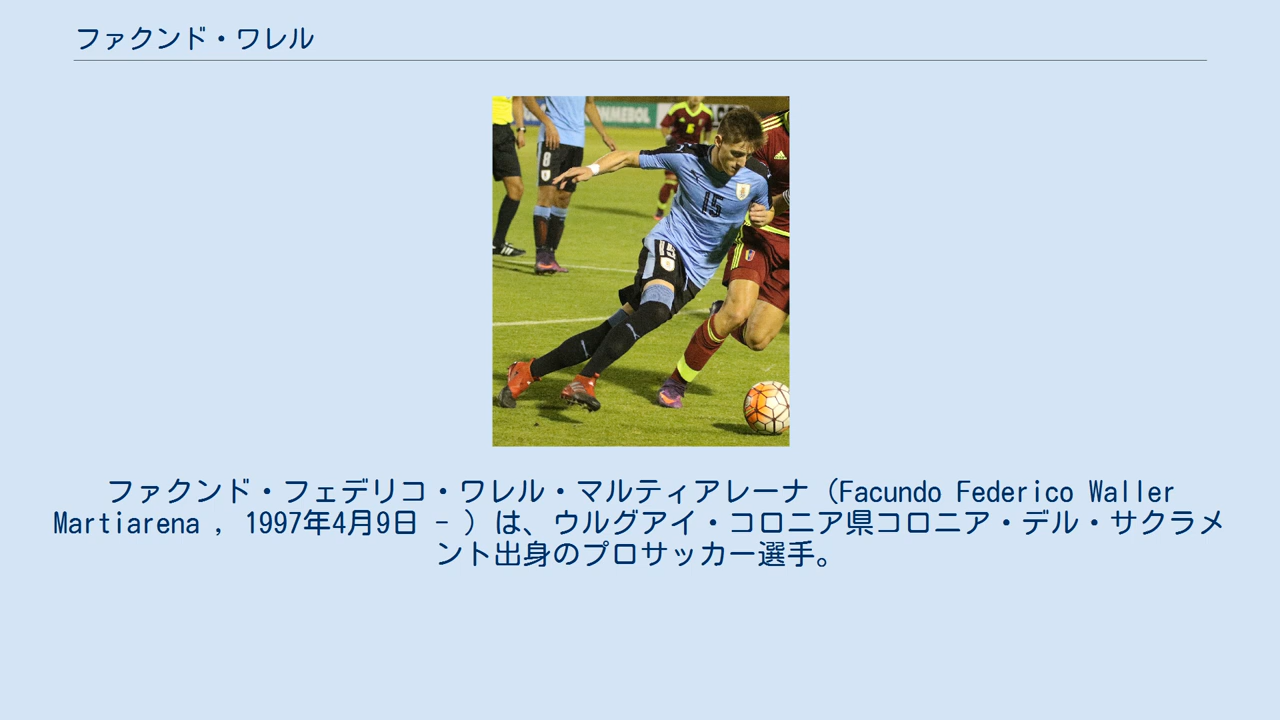 ファクンド・ワレル
NMEBOL
8
15
ファクンド・フェデリコ・ワレル・マルティアレーナ（Facundo Federico Waller
Martiarena , 1997年4月9日 - ）は、ウルグアイ・コロニア県コロニア・デル・サクラメ
ント出身のプロサッカー選手。